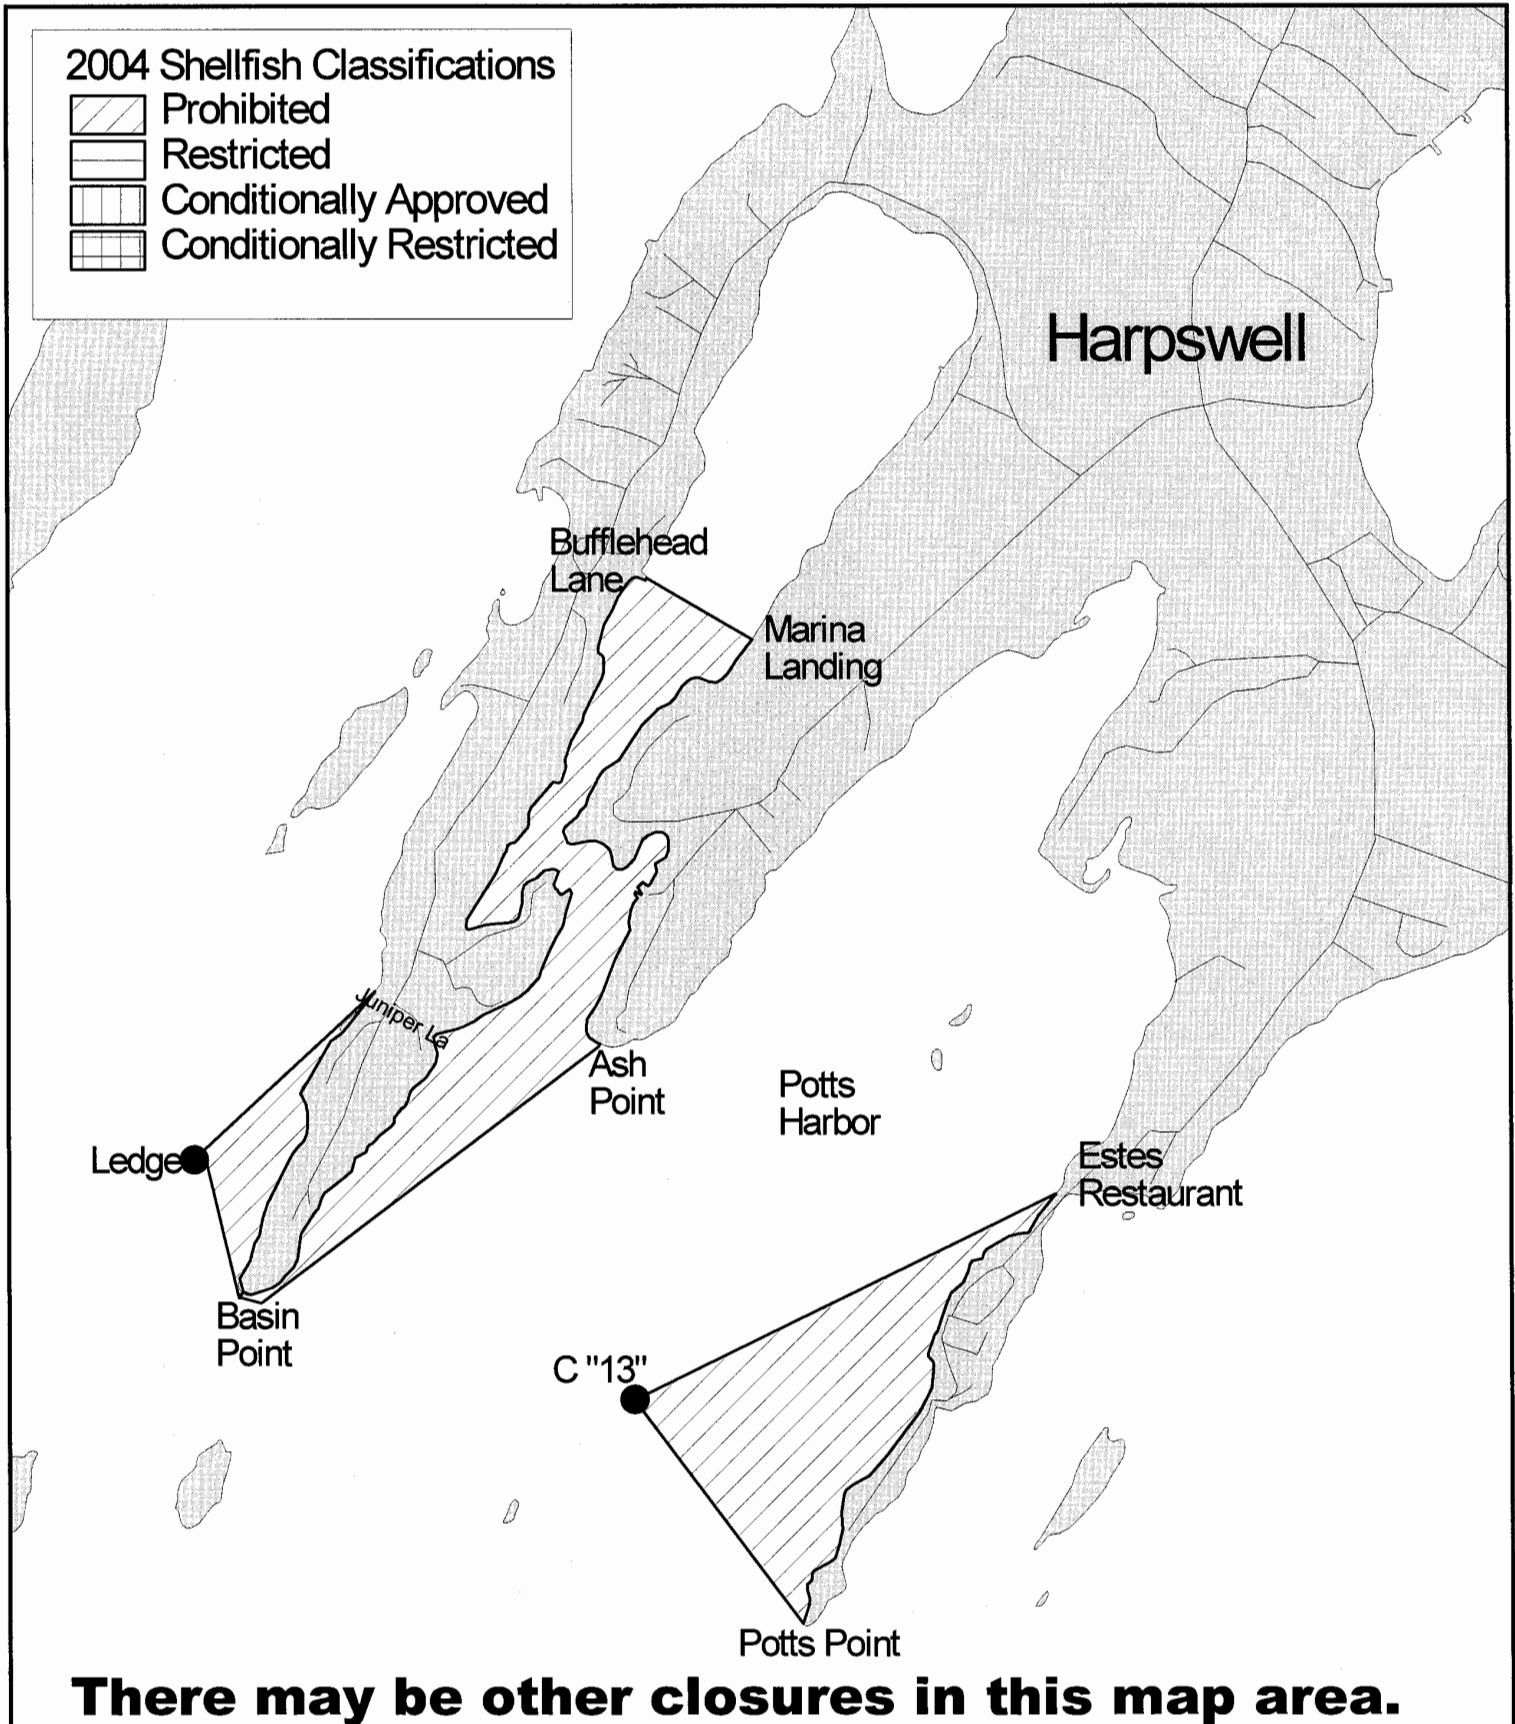 2004 Shellfish Classifications
Prohibited
Restricted
Conditionally Approved
Conditionally Restricted
Harpswell
Bufflehead
Lane
Marina
Landing
Juniper La
Ash
Point
Potts
Harbor
Ledge
Estes
Restaurant
Basin
Point
C "13"
Potts Point
There may be other closures in this map area.